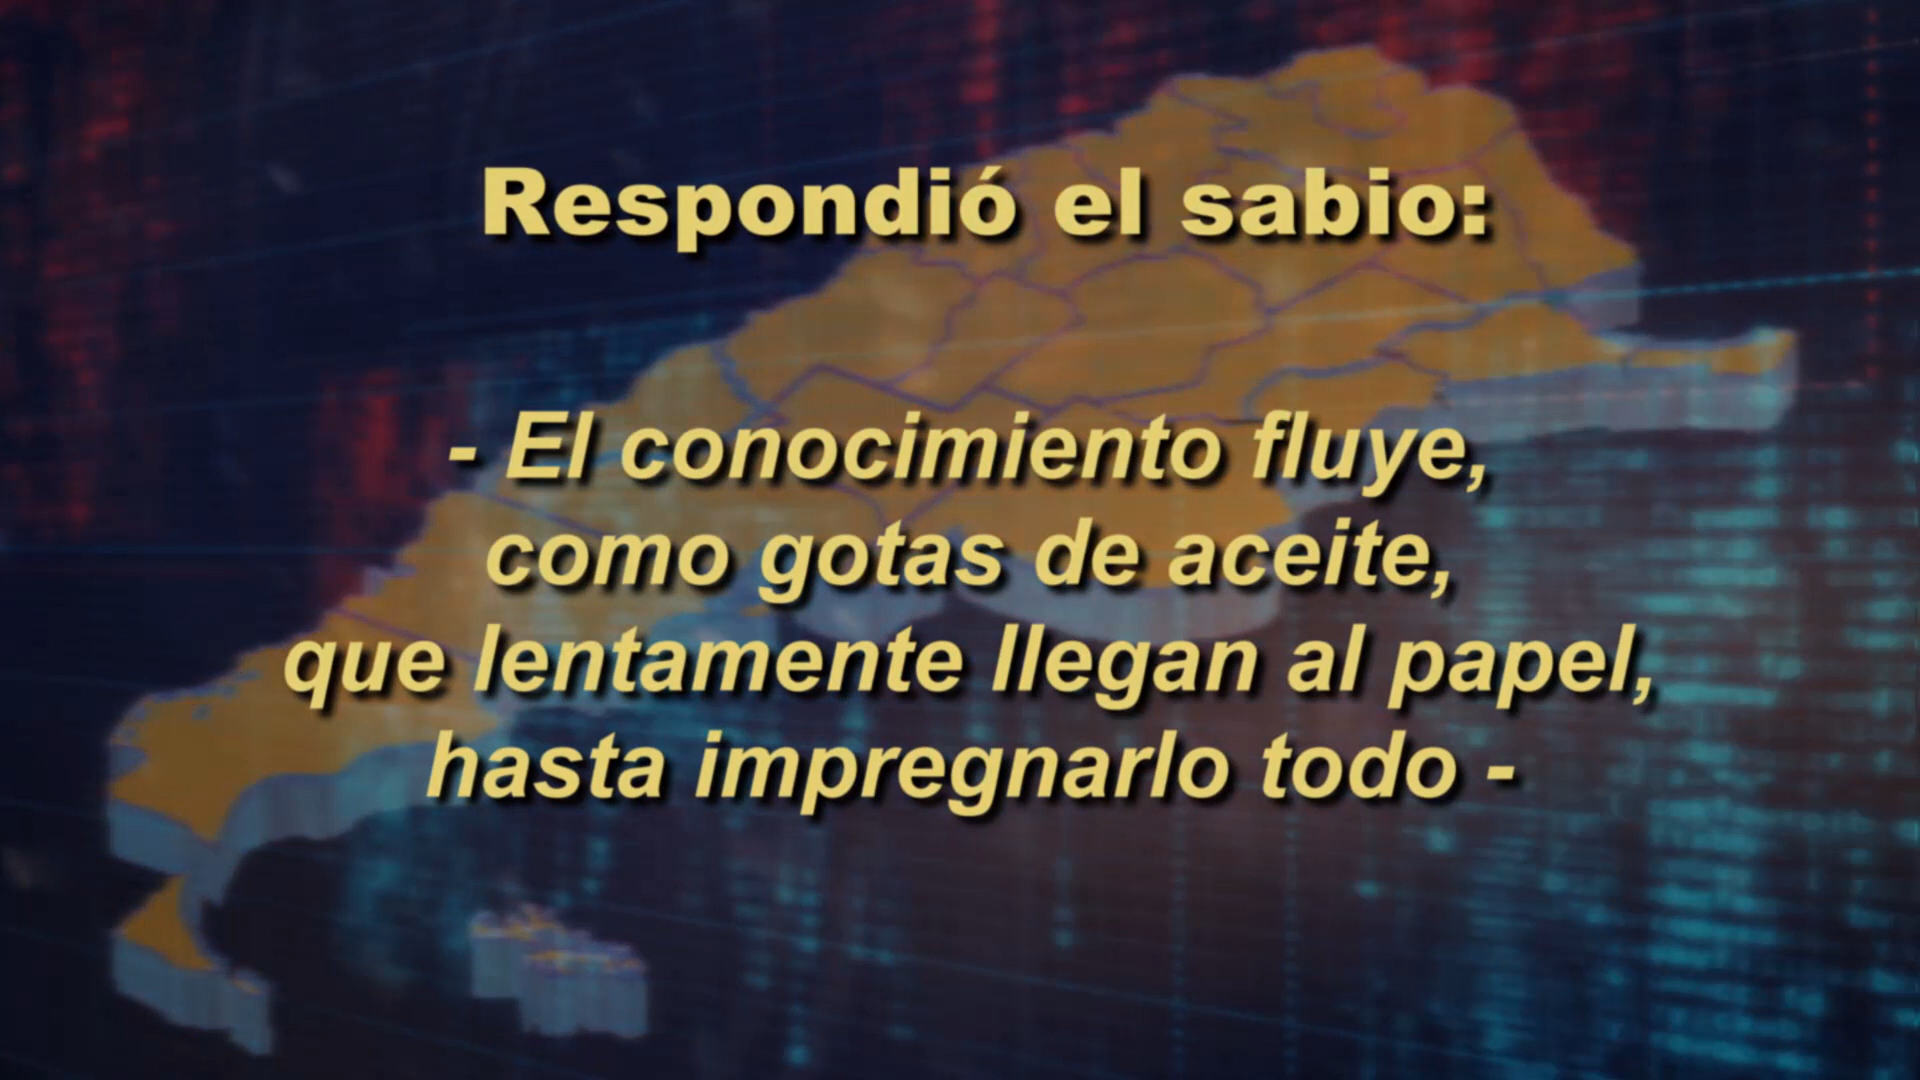 Respondió el sabio:
- El conocimiento fluye,
como gotas de aceite,
que lentamente llegan al papel,
hasta impregnarlo todo -